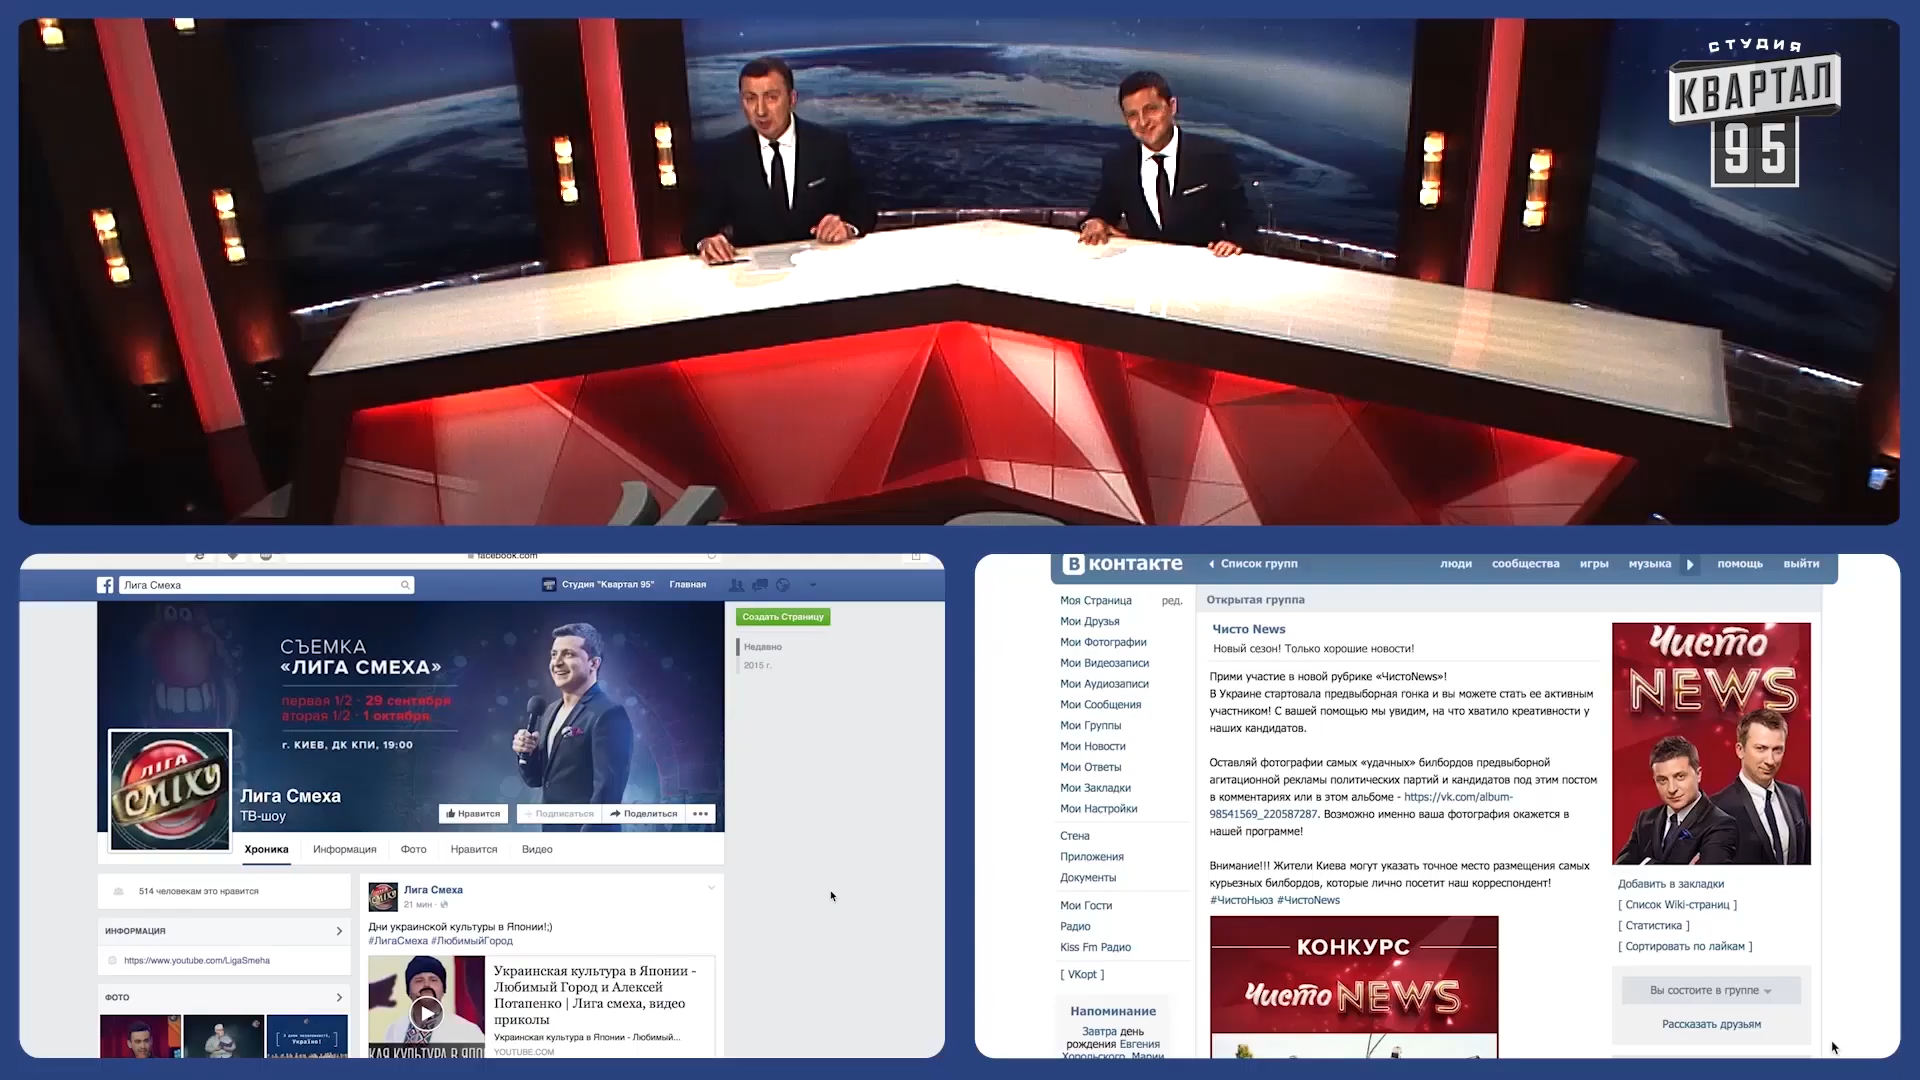 СТУДИЯ
КВАРТАЛ
95
facebook.com
Лига Смеха
Студия "Квартал 95"
Главная
СЪЕМКА
«ЛИГА СМЕХА»
первая 1/2 · 29 сентября
вторая 1/2 · 1 октября
г. КИЕВ, ДК КПИ, 19:00
Создать Страницу
Недавно
2015 г.
ЛІГА
СМІХУ
Лига Смеха
ТВ-шоу
Нравится
Подписаться
Поделиться
Хроника
Информация
Фото
Нравится
Видео
514 человекам это нравится
ИНФОРМАЦИЯ
https://www.youtube.com/LigaSmeha
ФОТО
Лига Смеха
21 мин ·
Дни украинской культуры в Японии!;)
#ЛигаСмеха #ЛюбимыйГород
Украинская культура в Японии -
Любимый Город и Алексей
Потапенко | Лига смеха, видео
приколы
Украинская культура в Японии - Любимый...
YOUTUBE.COM
В контакте
Список групп
люди
сообщества
игры
музыка
помощь
выйти
Моя Страница
ред.
Мои Друзья
Мои Фотографии
Мои Видеозаписи
Мои Аудиозаписи
Мои Сообщения
Мои Группы
Мои Новости
Мои Ответы
Мои Закладки
Мои Настройки
Стена
Приложения
Документы
Мои Гости
Радио
Kiss Fm Радио
[ VKopt ]
Напоминание
Завтра день
рождения Евгения
Хорольского, Марии
Открытая группа
Чисто News
Новый сезон! Только хорошие новости!
Прими участие в новой рубрике «ЧистоNews»!
В Украине стартовала предвыборная гонка и вы можете стать ее активным
участником! С вашей помощью мы увидим, на что хватило креативности у
наших кандидатов.
Оставляй фотографии самых «удачных» билбордов предвыборной
агитационной рекламы политических партий и кандидатов под этим постом
в комментариях или в этом альбоме - https://vk.com/album-
98541569_220587287. Возможно именно ваша фотография окажется в
нашей программе!
Внимание!!! Жители Киева могут указать точное место размещения самых
курьезных билбордов, которые лично посетит наш корреспондент!
#ЧистоНьюз #ЧистоNews
КОНКУРС
Чисто NEWS
Чисто
NEWS
Добавить в закладки
[ Список Wiki-страниц ]
[ Статистика ]
[ Сортировать по лайкам ]
Вы состоите в группе
Рассказать друзьям